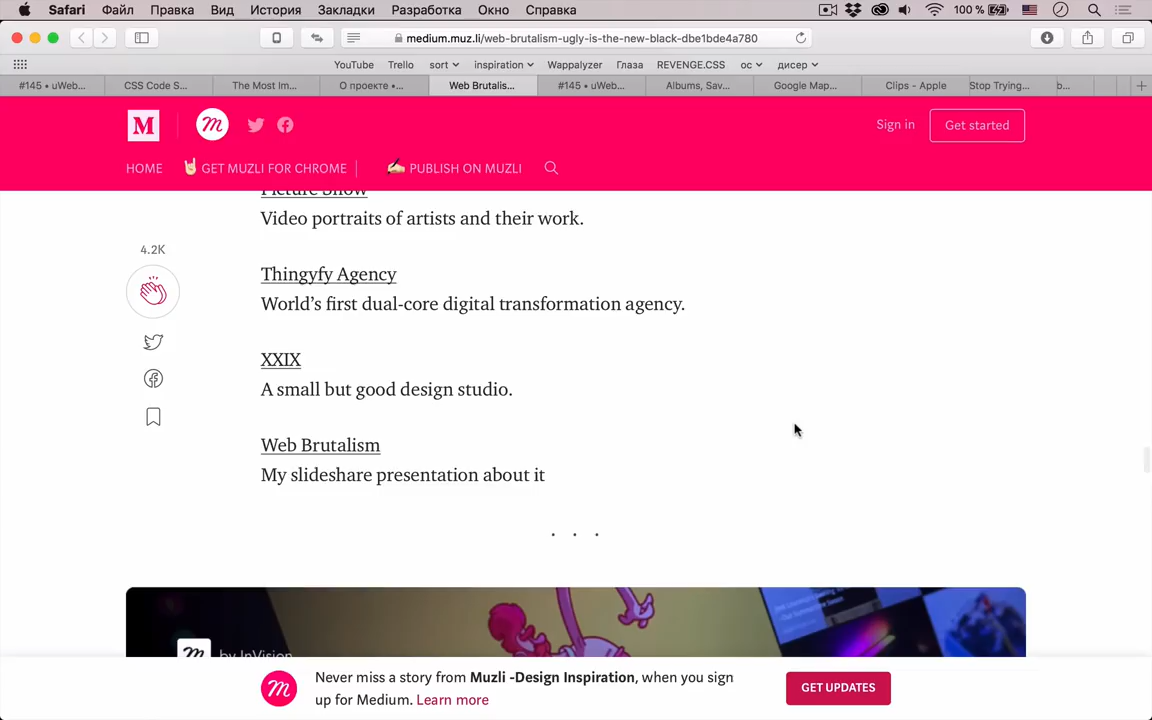 Safari Файл Правка Вид История Закладки Разработка Окно Справка 100 %
medium.muz.li/web-brutalism-ugly-is-the-new-black-dbe1bde4a780
YouTube Trello sort inspiration Wappalyzer Глаза REVENGE.CSS ос дисер
#145 • uWeb... CSS Code S... The Most Im... О проекте •... Web Brutalis... #145 • uWeb... Albums, Sav... Google Map... Clips - Apple Stop Trying... b...
M Sign in Get started
HOME GET MUZLI FOR CHROME PUBLISH ON MUZLI
Picture Show
Video portraits of artists and their work.
4.2K
Thingyfy Agency
World's first dual-core digital transformation agency.
XXIX
A small but good design studio.
Web Brutalism
My slideshare presentation about it
. . .
by InVision
Never miss a story from Muzli -Design Inspiration, when you sign
up for Medium. Learn more
GET UPDATES